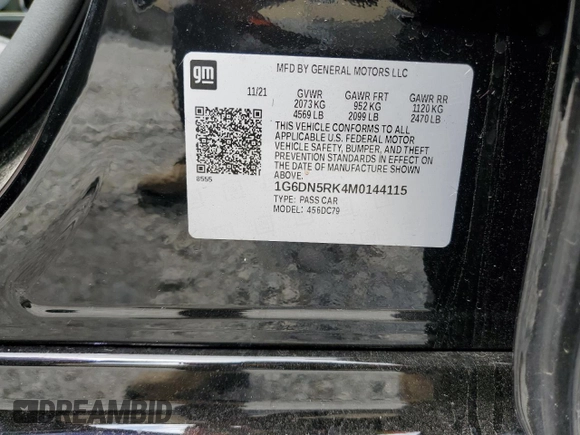 gm
MFD BY GENERAL MOTORS LLC
11/21 GVWR GAWR FRT GAWR RR
2073 KG 952 KG 1120 KG
4569 LB 2099 LB 2470 LB
THIS VEHICLE CONFORMS TO ALL
APPLICABLE U.S. FEDERAL MOTOR
VEHICLE SAFETY, BUMPER, AND THEFT
PREVENTION STANDARDS IN EFFECT ON
THE DATE OF MANUFACTURE SHOWN
ABOVE.
1G6DN5RK4M0144115
TYPE: PASS CAR
MODEL: 456DC79
DREAMBID